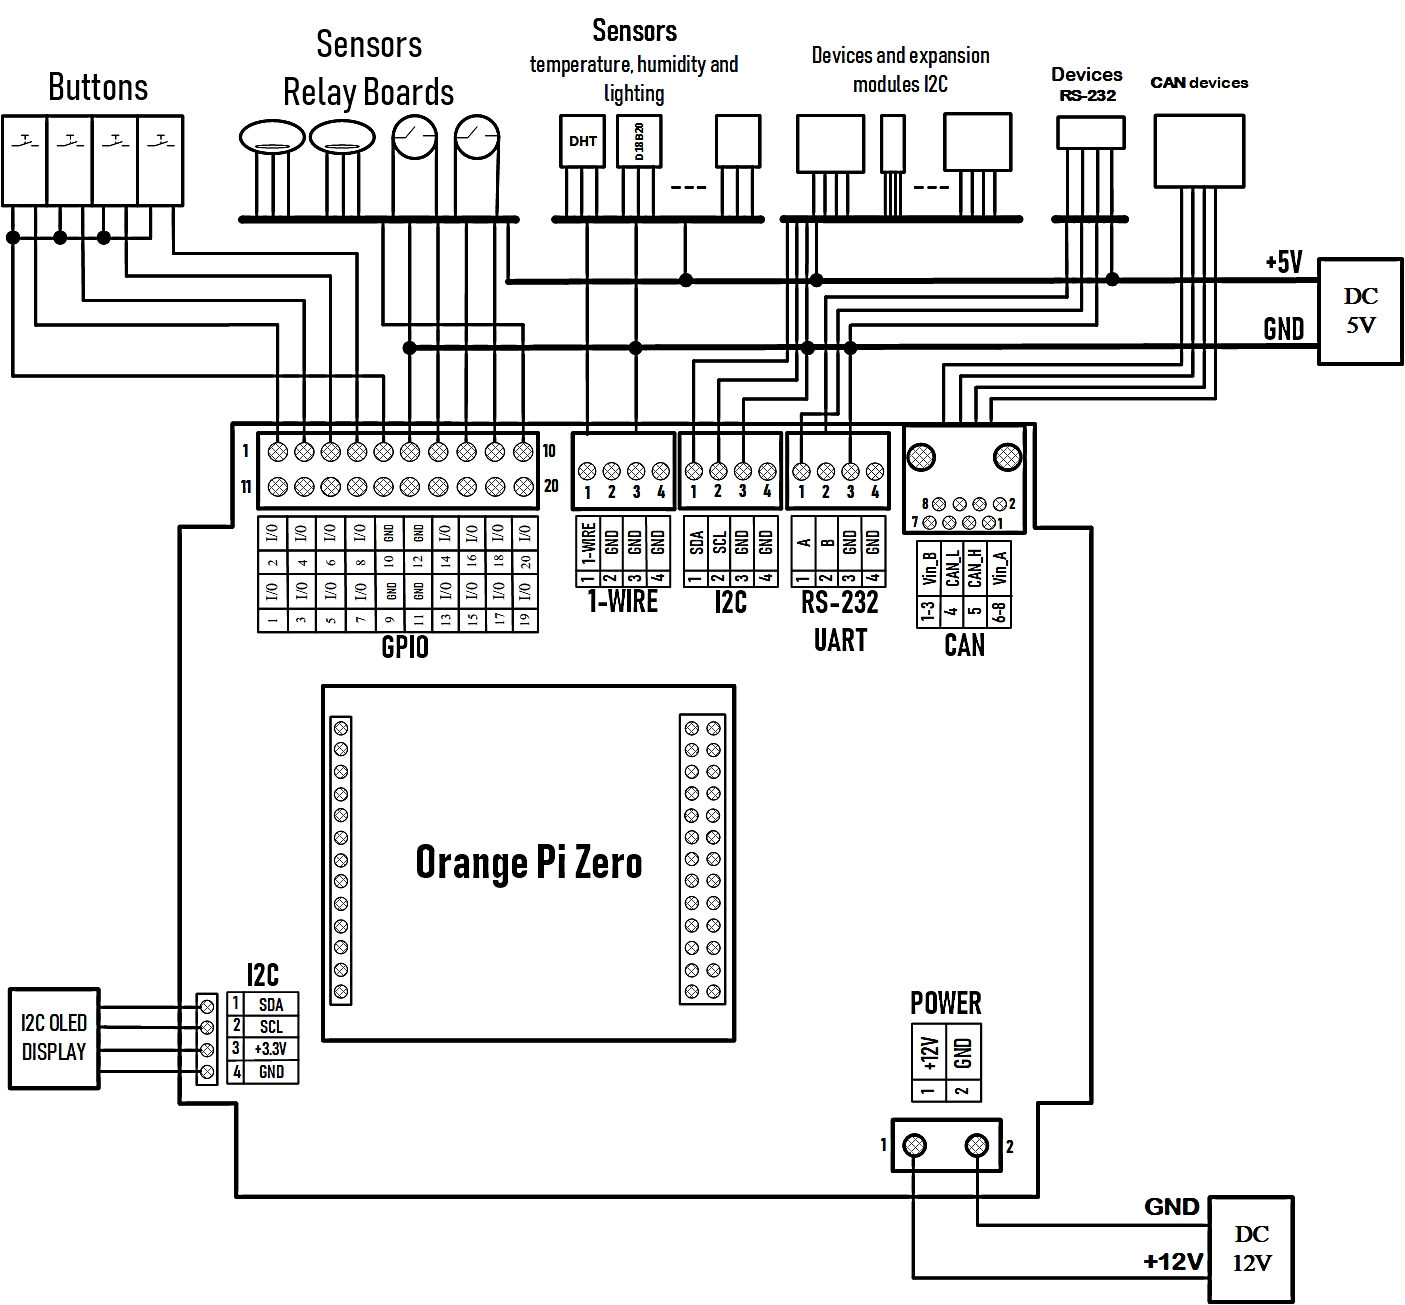 Buttons
Sensors
Relay Boards
Sensors
temperature, humidity and
lighting
Devices and expansion
modules I2C
Devices
RS-232
CAN devices
DHT
D18B20
+5V
GND
DC
5V
1
10
11
20
I/O I/O I/O I/O GND GND I/O I/O I/O I/O
2 4 6 8 10 12 14 16 18 20
I/O I/O I/O I/O GND GND I/O I/O I/O I/O
1 3 5 7 9 11 13 15 17 19
GPIO
1 2 3 4
1-WIRE GND GND GND
1 2 3 4
1-WIRE
1 2 3 4
SDA SCL GND GND
1 2 3 4
I2C
1 2 3 4
A B GND GND
1 2 3 4
RS-232
UART
8 2
7 1
Vin_B CAN_L CAN_H Vin_A
1-3 4 5 6-8
CAN
Orange Pi Zero
I2C OLED
DISPLAY
I2C
1 SDA
2 SCL
3 +3.3V
4 GND
POWER
+12V GND
1 2
1 2
GND
+12V
DC
12V